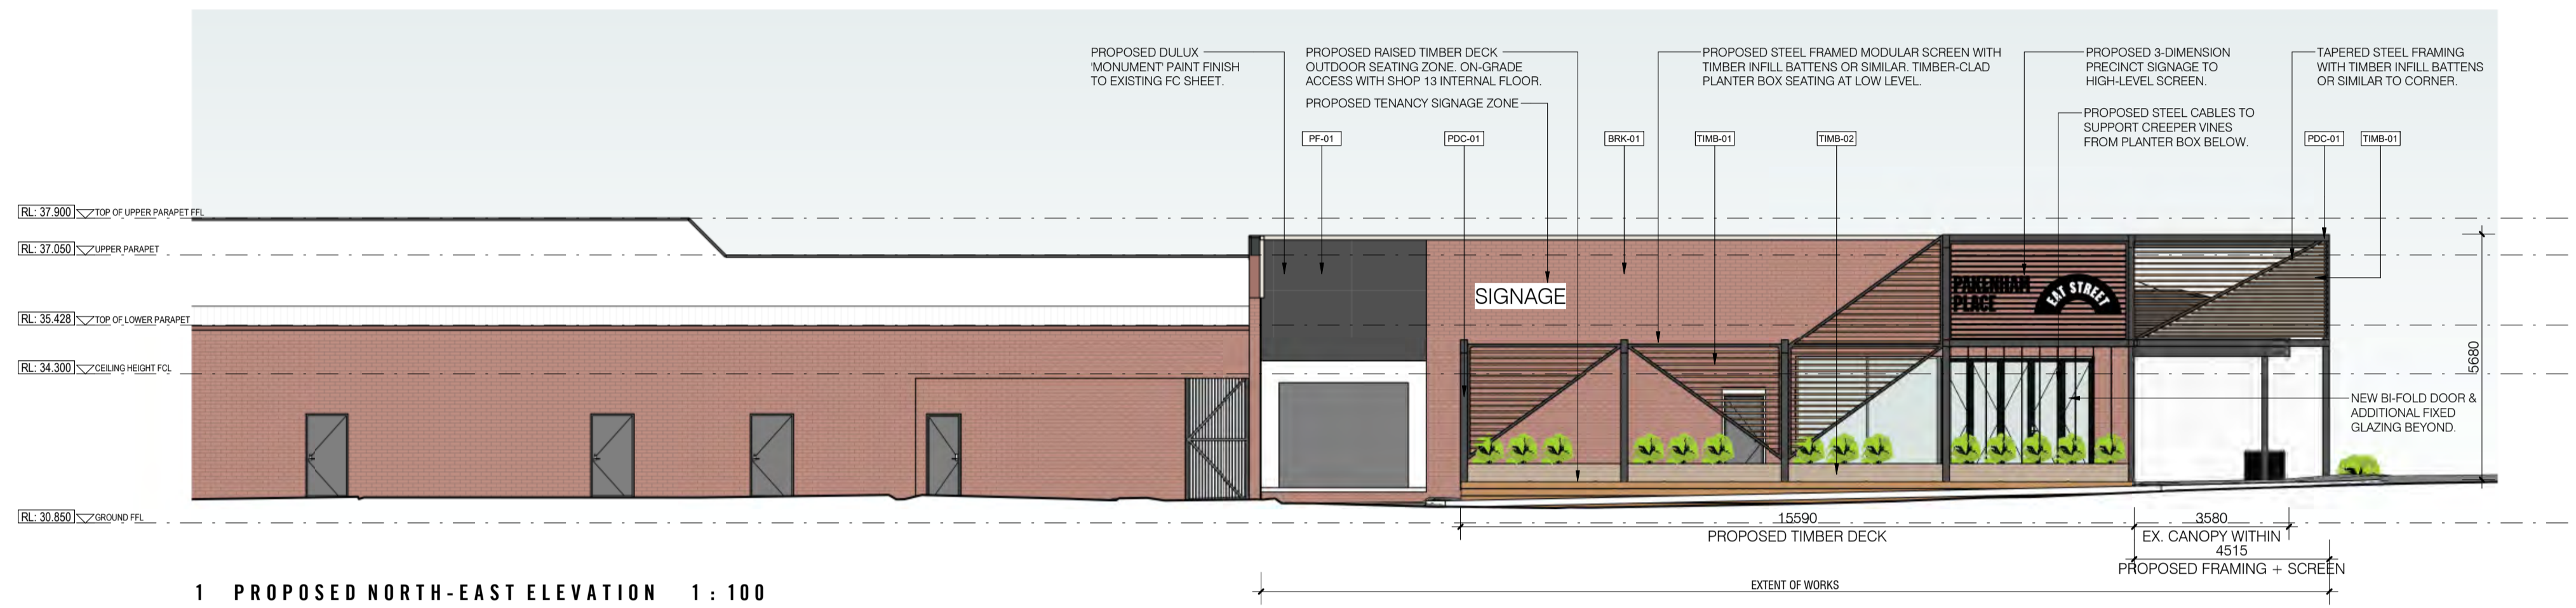 PROPOSED DULUX
'MONUMENT' PAINT FINISH
TO EXISTING FC SHEET.
PROPOSED RAISED TIMBER DECK
OUTDOOR SEATING ZONE. ON-GRADE
ACCESS WITH SHOP 13 INTERNAL FLOOR.
PROPOSED TENANCY SIGNAGE ZONE
PROPOSED STEEL FRAMED MODULAR SCREEN WITH
TIMBER INFILL BATTENS OR SIMILAR. TIMBER-CLAD
PLANTER BOX SEATING AT LOW LEVEL.
PROPOSED 3-DIMENSION
PRECINCT SIGNAGE TO
HIGH-LEVEL SCREEN.
PROPOSED STEEL CABLES TO
SUPPORT CREEPER VINES
FROM PLANTER BOX BELOW.
TAPERED STEEL FRAMING
WITH TIMBER INFILL BATTENS
OR SIMILAR TO CORNER.
PF-01
PDC-01
BRK-01
TIMB-01
TIMB-02
PDC-01
TIMB-01
RL: 37.900 TOP OF UPPER PARAPET FFL
RL: 37.050 UPPER PARAPET
RL: 35.428 TOP OF LOWER PARAPET
RL: 34.300 CEILING HEIGHT FCL
RL: 30.850 GROUND FFL
SIGNAGE
PAKENHAM
PLACE
EAT STREET
5680
NEW BI-FOLD DOOR &
ADDITIONAL FIXED
GLAZING BEYOND.
15590
PROPOSED TIMBER DECK
3580
EX. CANOPY WITHIN
4515
PROPOSED FRAMING + SCREEN
EXTENT OF WORKS
1 PROPOSED NORTH-EAST ELEVATION 1 : 100